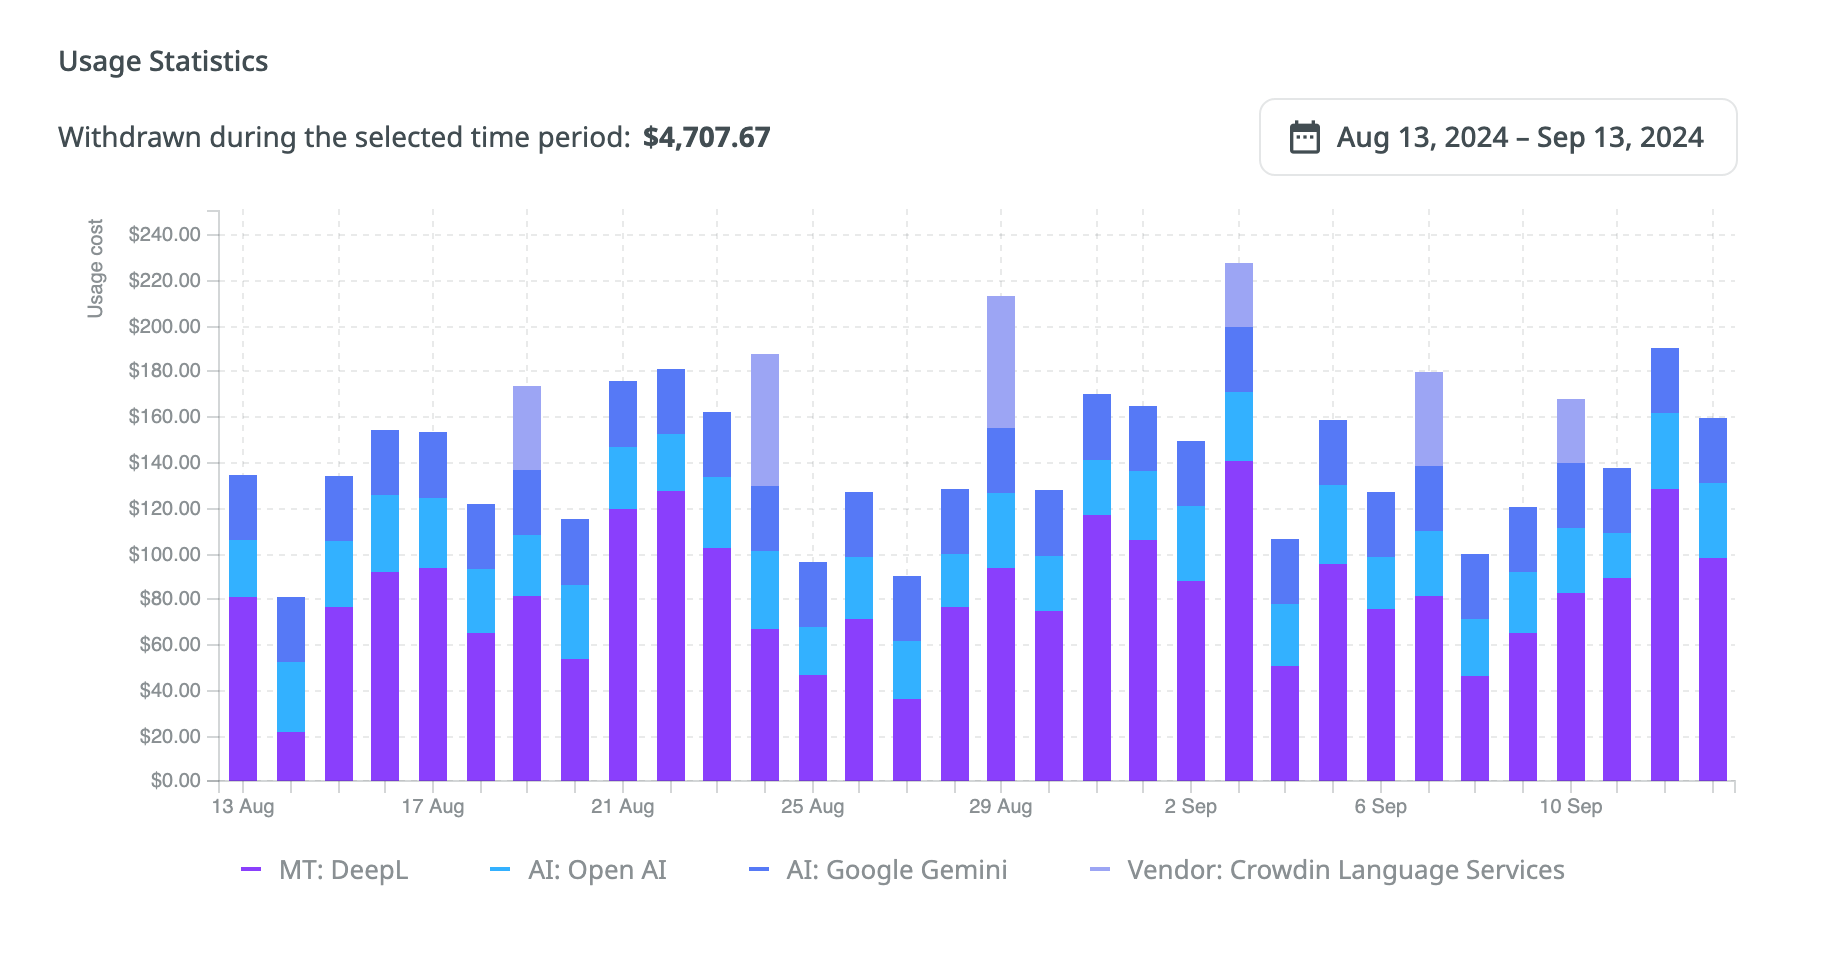 Usage Statistics
Withdrawn during the selected time period: $4,707.67
Aug 13, 2024 – Sep 13, 2024
Usage cost
$240.00
$220.00
$200.00
$180.00
$160.00
$140.00
$120.00
$100.00
$80.00
$60.00
$40.00
$20.00
$0.00
13 Aug 17 Aug 21 Aug 25 Aug 29 Aug 2 Sep 6 Sep 10 Sep
MT: DeepL AI: Open AI AI: Google Gemini Vendor: Crowdin Language Services